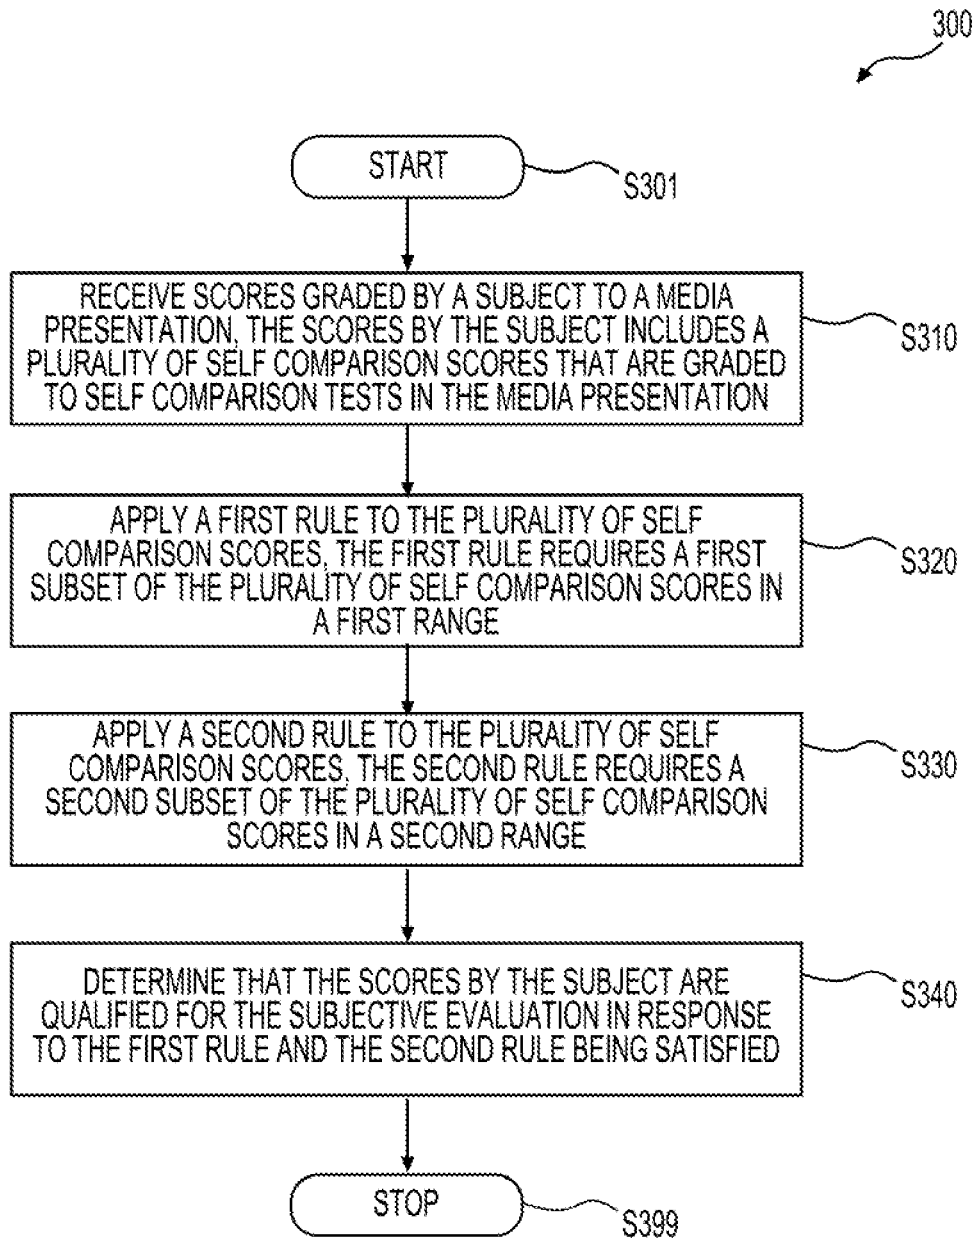 300
START
S301
RECEIVE SCORES GRADED BY A SUBJECT TO A MEDIA
PRESENTATION, THE SCORES BY THE SUBJECT INCLUDES A
PLURALITY OF SELF COMPARISON SCORES THAT ARE GRADED
TO SELF COMPARISON TESTS IN THE MEDIA PRESENTATION
S310
APPLY A FIRST RULE TO THE PLURALITY OF SELF
COMPARISON SCORES, THE FIRST RULE REQUIRES A FIRST
SUBSET OF THE PLURALITY OF SELF COMPARISON SCORES IN
A FIRST RANGE
S320
APPLY A SECOND RULE TO THE PLURALITY OF SELF
COMPARISON SCORES, THE SECOND RULE REQUIRES A
SECOND SUBSET OF THE PLURALITY OF SELF COMPARISON
SCORES IN A SECOND RANGE
S330
DETERMINE THAT THE SCORES BY THE SUBJECT ARE
QUALIFIED FOR THE SUBJECTIVE EVALUATION IN RESPONSE
TO THE FIRST RULE AND THE SECOND RULE BEING SATISFIED
S340
STOP
S399